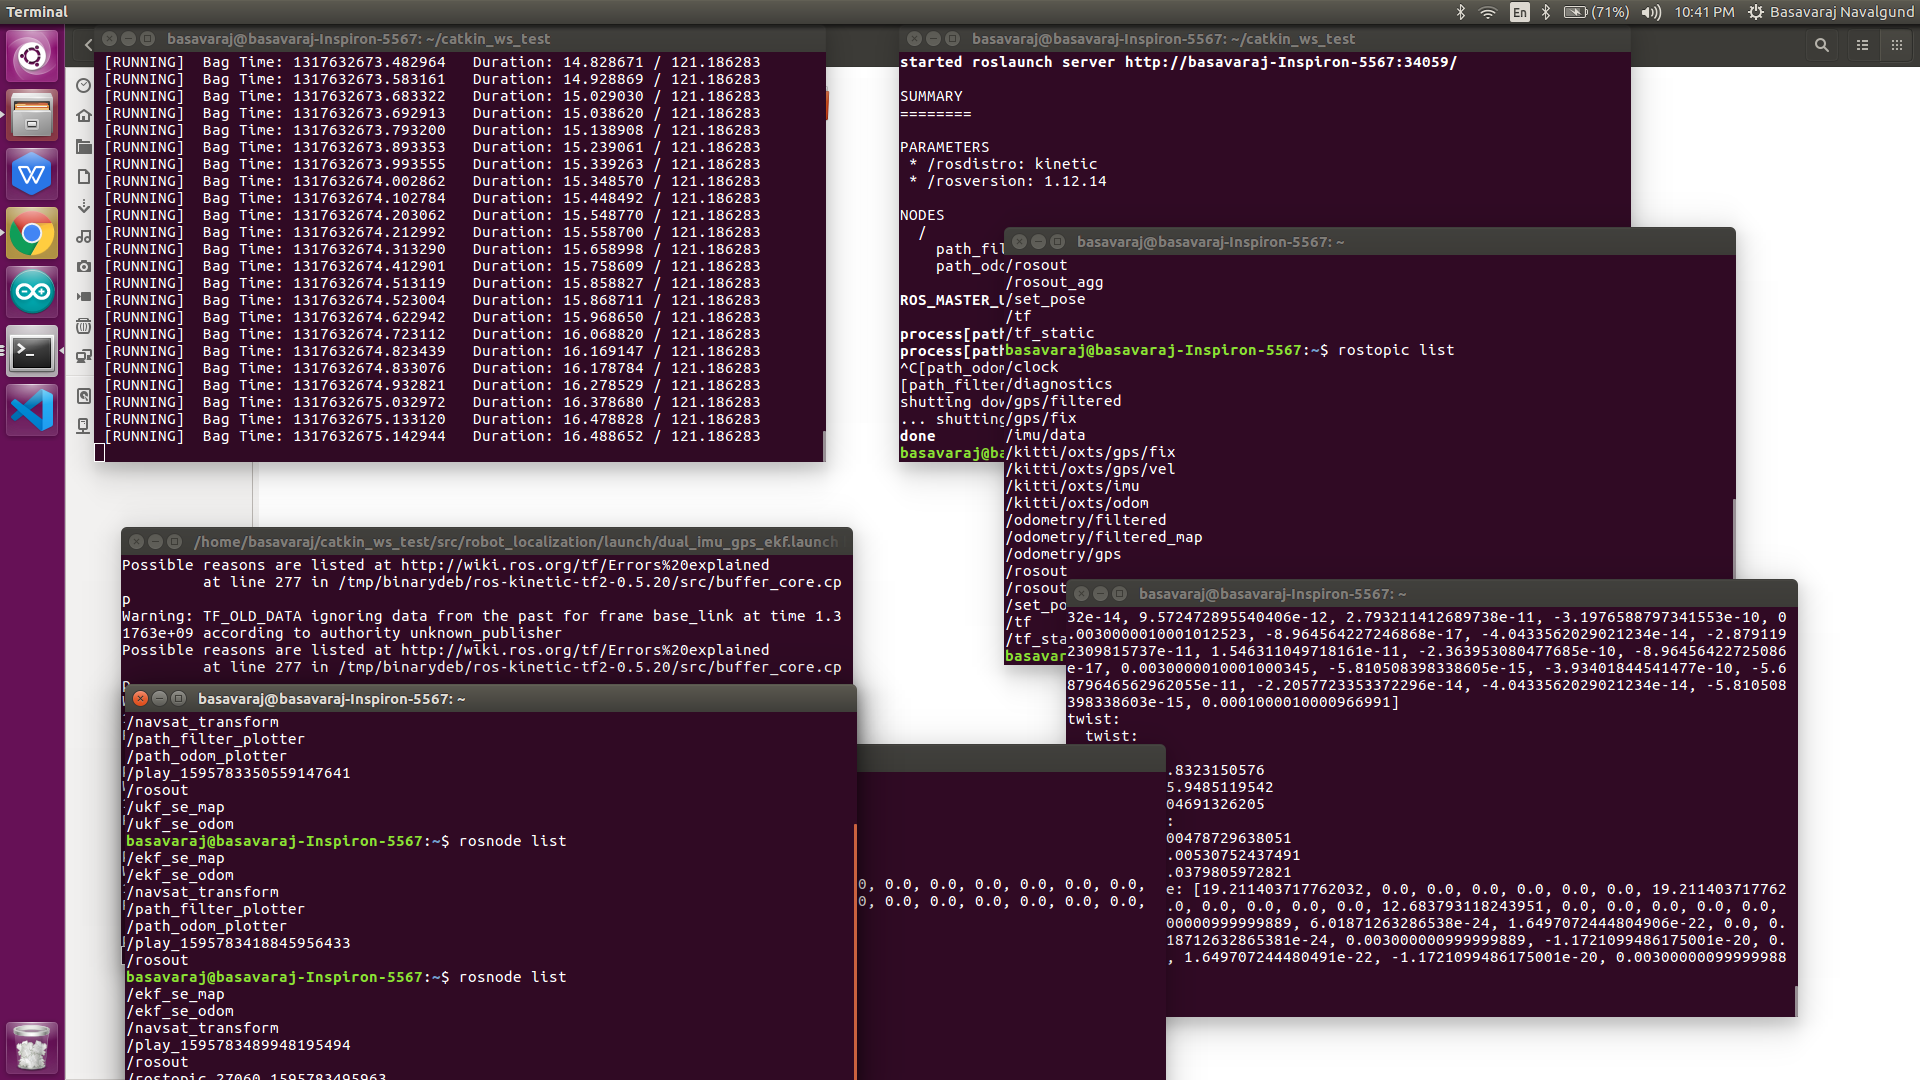 Terminal
En
(71%)
10:41 PM
Basavaraj Navalgund
basavaraj@basavaraj-Inspiron-5567: ~/catkin_ws_test
[RUNNING]  Bag Time: 1317632673.482964   Duration: 14.828671 / 121.186283
[RUNNING]  Bag Time: 1317632673.583161   Duration: 14.928869 / 121.186283
[RUNNING]  Bag Time: 1317632673.683322   Duration: 15.029030 / 121.186283
[RUNNING]  Bag Time: 1317632673.692913   Duration: 15.038620 / 121.186283
[RUNNING]  Bag Time: 1317632673.793200   Duration: 15.138908 / 121.186283
[RUNNING]  Bag Time: 1317632673.893353   Duration: 15.239061 / 121.186283
[RUNNING]  Bag Time: 1317632673.993555   Duration: 15.339263 / 121.186283
[RUNNING]  Bag Time: 1317632674.002862   Duration: 15.348570 / 121.186283
[RUNNING]  Bag Time: 1317632674.102784   Duration: 15.448492 / 121.186283
[RUNNING]  Bag Time: 1317632674.203062   Duration: 15.548770 / 121.186283
[RUNNING]  Bag Time: 1317632674.212992   Duration: 15.558700 / 121.186283
[RUNNING]  Bag Time: 1317632674.313290   Duration: 15.658998 / 121.186283
[RUNNING]  Bag Time: 1317632674.412901   Duration: 15.758609 / 121.186283
[RUNNING]  Bag Time: 1317632674.513119   Duration: 15.858827 / 121.186283
[RUNNING]  Bag Time: 1317632674.523004   Duration: 15.868711 / 121.186283
[RUNNING]  Bag Time: 1317632674.622942   Duration: 15.968650 / 121.186283
[RUNNING]  Bag Time: 1317632674.723112   Duration: 16.068820 / 121.186283
[RUNNING]  Bag Time: 1317632674.823439   Duration: 16.169147 / 121.186283
[RUNNING]  Bag Time: 1317632674.833076   Duration: 16.178784 / 121.186283
[RUNNING]  Bag Time: 1317632674.932821   Duration: 16.278529 / 121.186283
[RUNNING]  Bag Time: 1317632675.032972   Duration: 16.378680 / 121.186283
[RUNNING]  Bag Time: 1317632675.133120   Duration: 16.478828 / 121.186283
[RUNNING]  Bag Time: 1317632675.142944   Duration: 16.488652 / 121.186283
basavaraj@basavaraj-Inspiron-5567: ~/catkin_ws_test
started roslaunch server http://basavaraj-Inspiron-5567:34059/
SUMMARY
========
PARAMETERS
 * /rosdistro: kinetic
 * /rosversion: 1.12.14
NODES
  /
    path_fil
    path_odo
ROS_MASTER_U
process[path
process[path
^C[path_odom
[path_filter
shutting dow
... shutting
done
basavaraj@ba
basavaraj@basavaraj-Inspiron-5567: ~
/rosout
/rosout_agg
/set_pose
/tf
/tf_static
basavaraj@basavaraj-Inspiron-5567:~$ rostopic list
/clock
/diagnostics
/gps/filtered
/gps/fix
/imu/data
/kitti/oxts/gps/fix
/kitti/oxts/gps/vel
/kitti/oxts/imu
/kitti/oxts/odom
/odometry/filtered
/odometry/filtered_map
/odometry/gps
/rosout
/rosout
/set_po
/tf
/tf_sta
basavar
/home/basavaraj/catkin_ws_test/src/robot_localization/launch/dual_imu_gps_ekf.launch
Possible reasons are listed at http://wiki.ros.org/tf/Errors%20explained
         at line 277 in /tmp/binarydeb/ros-kinetic-tf2-0.5.20/src/buffer_core.cp
p
Warning: TF_OLD_DATA ignoring data from the past for frame base_link at time 1.3
1763e+09 according to authority unknown_publisher
Possible reasons are listed at http://wiki.ros.org/tf/Errors%20explained
         at line 277 in /tmp/binarydeb/ros-kinetic-tf2-0.5.20/src/buffer_core.cp
basavaraj@basavaraj-Inspiron-5567: ~
/navsat_transform
/path_filter_plotter
/path_odom_plotter
/play_1595783350559147641
/rosout
/ukf_se_map
/ukf_se_odom
basavaraj@basavaraj-Inspiron-5567:~$ rosnode list
/ekf_se_map
/ekf_se_odom
/navsat_transform
/path_filter_plotter
/path_odom_plotter
/play_1595783418845956433
/rosout
basavaraj@basavaraj-Inspiron-5567:~$ rosnode list
/ekf_se_map
/ekf_se_odom
/navsat_transform
/play_1595783489948195494
/rosout
/rostopic_27060_1595783495963
0, 0.0, 0.0, 0.0, 0.0, 0.0, 0.0,
0, 0.0, 0.0, 0.0, 0.0, 0.0, 0.0,
basavaraj@basavaraj-Inspiron-5567: ~
32e-14, 9.572472895540406e-12, 2.793211412689738e-11, -3.1976588797341553e-10, 0
.0030000010001012523, -8.964564227246868e-17, -4.0433562029021234e-14, -2.879119
2309815737e-11, 1.546311049718161e-11, -2.363953080477685e-10, -8.96456422725086
e-17, 0.0030000010001000345, -5.810508398338605e-15, -3.93401844541477e-10, -5.6
879646562962055e-11, -2.2057723353372296e-14, -4.0433562029021234e-14, -5.810508
398338603e-15, 0.0001000010000966991]
twist:
  twist:
.8323150576
5.9485119542
04691326205
:
00478729638051
.00530752437491
.0379805972821
e: [19.211403717762032, 0.0, 0.0, 0.0, 0.0, 0.0, 0.0, 19.211403717762
.0, 0.0, 0.0, 0.0, 0.0, 0.0, 12.683793118243951, 0.0, 0.0, 0.0, 0.0,
00000999999889, 6.01871263286538e-24, 1.6497072444804906e-22, 0.0, 0.
018712632865381e-24, 0.003000000999999889, -1.1721099486175001e-20, 0.
, 1.649707244480491e-22, -1.1721099486175001e-20, 0.00300000099999988